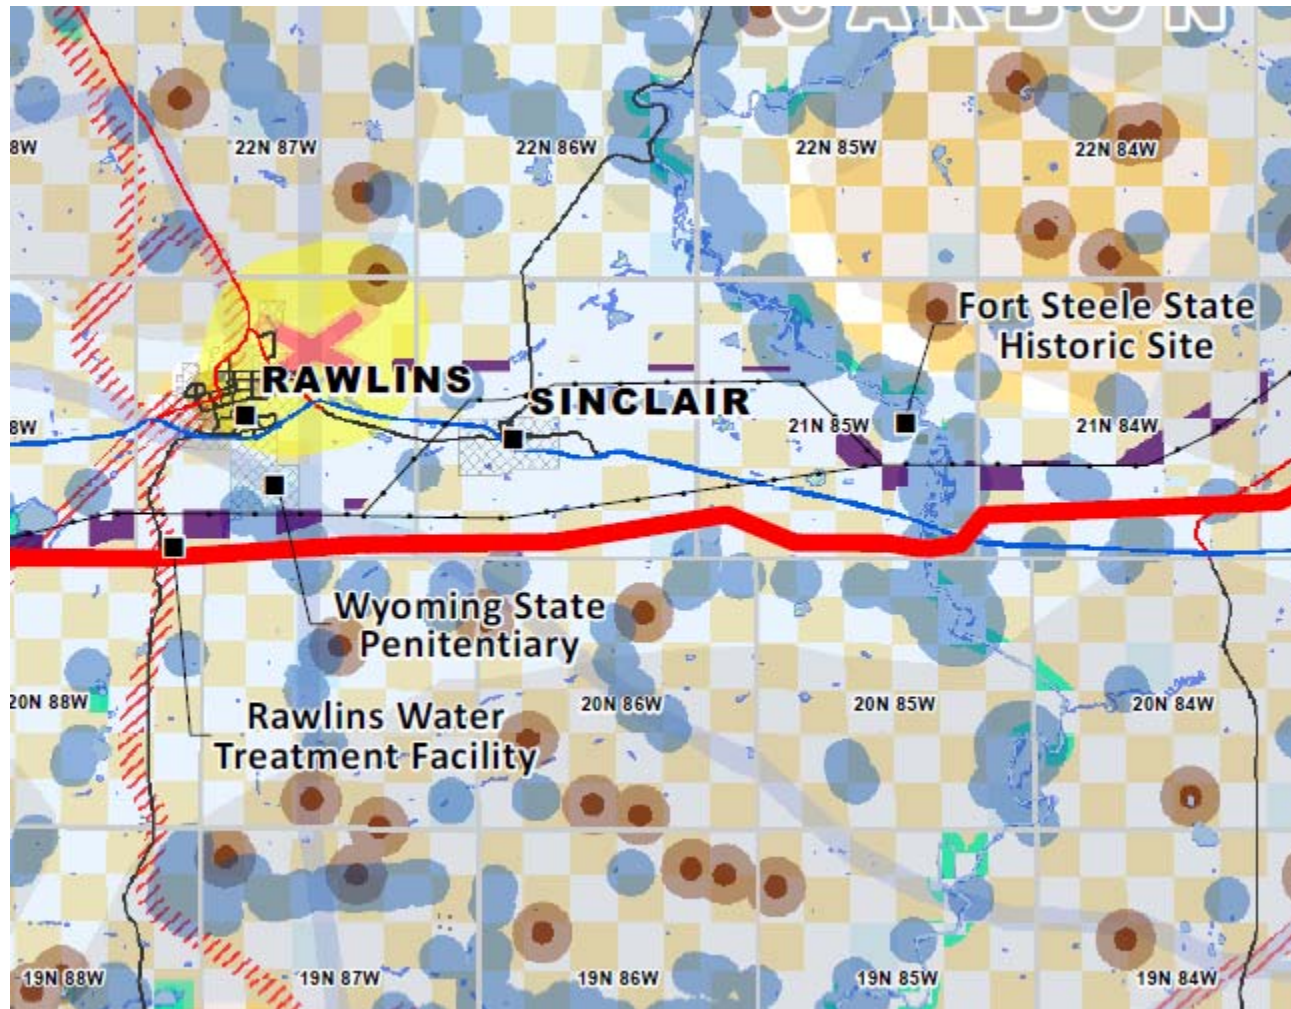 CARBON
8W
22N 87W
22N 86W
22N 85W
22N 84W
Fort Steele State
Historic Site
RAWLINS
SINCLAIR
8W
21N 85W
21N 84W
Wyoming State
Penitentiary
20N 88W
20N 86W
20N 85W
20N 84W
Rawlins Water
Treatment Facility
19N 88W
19N 87W
19N 86W
19N 85W
19N 84W